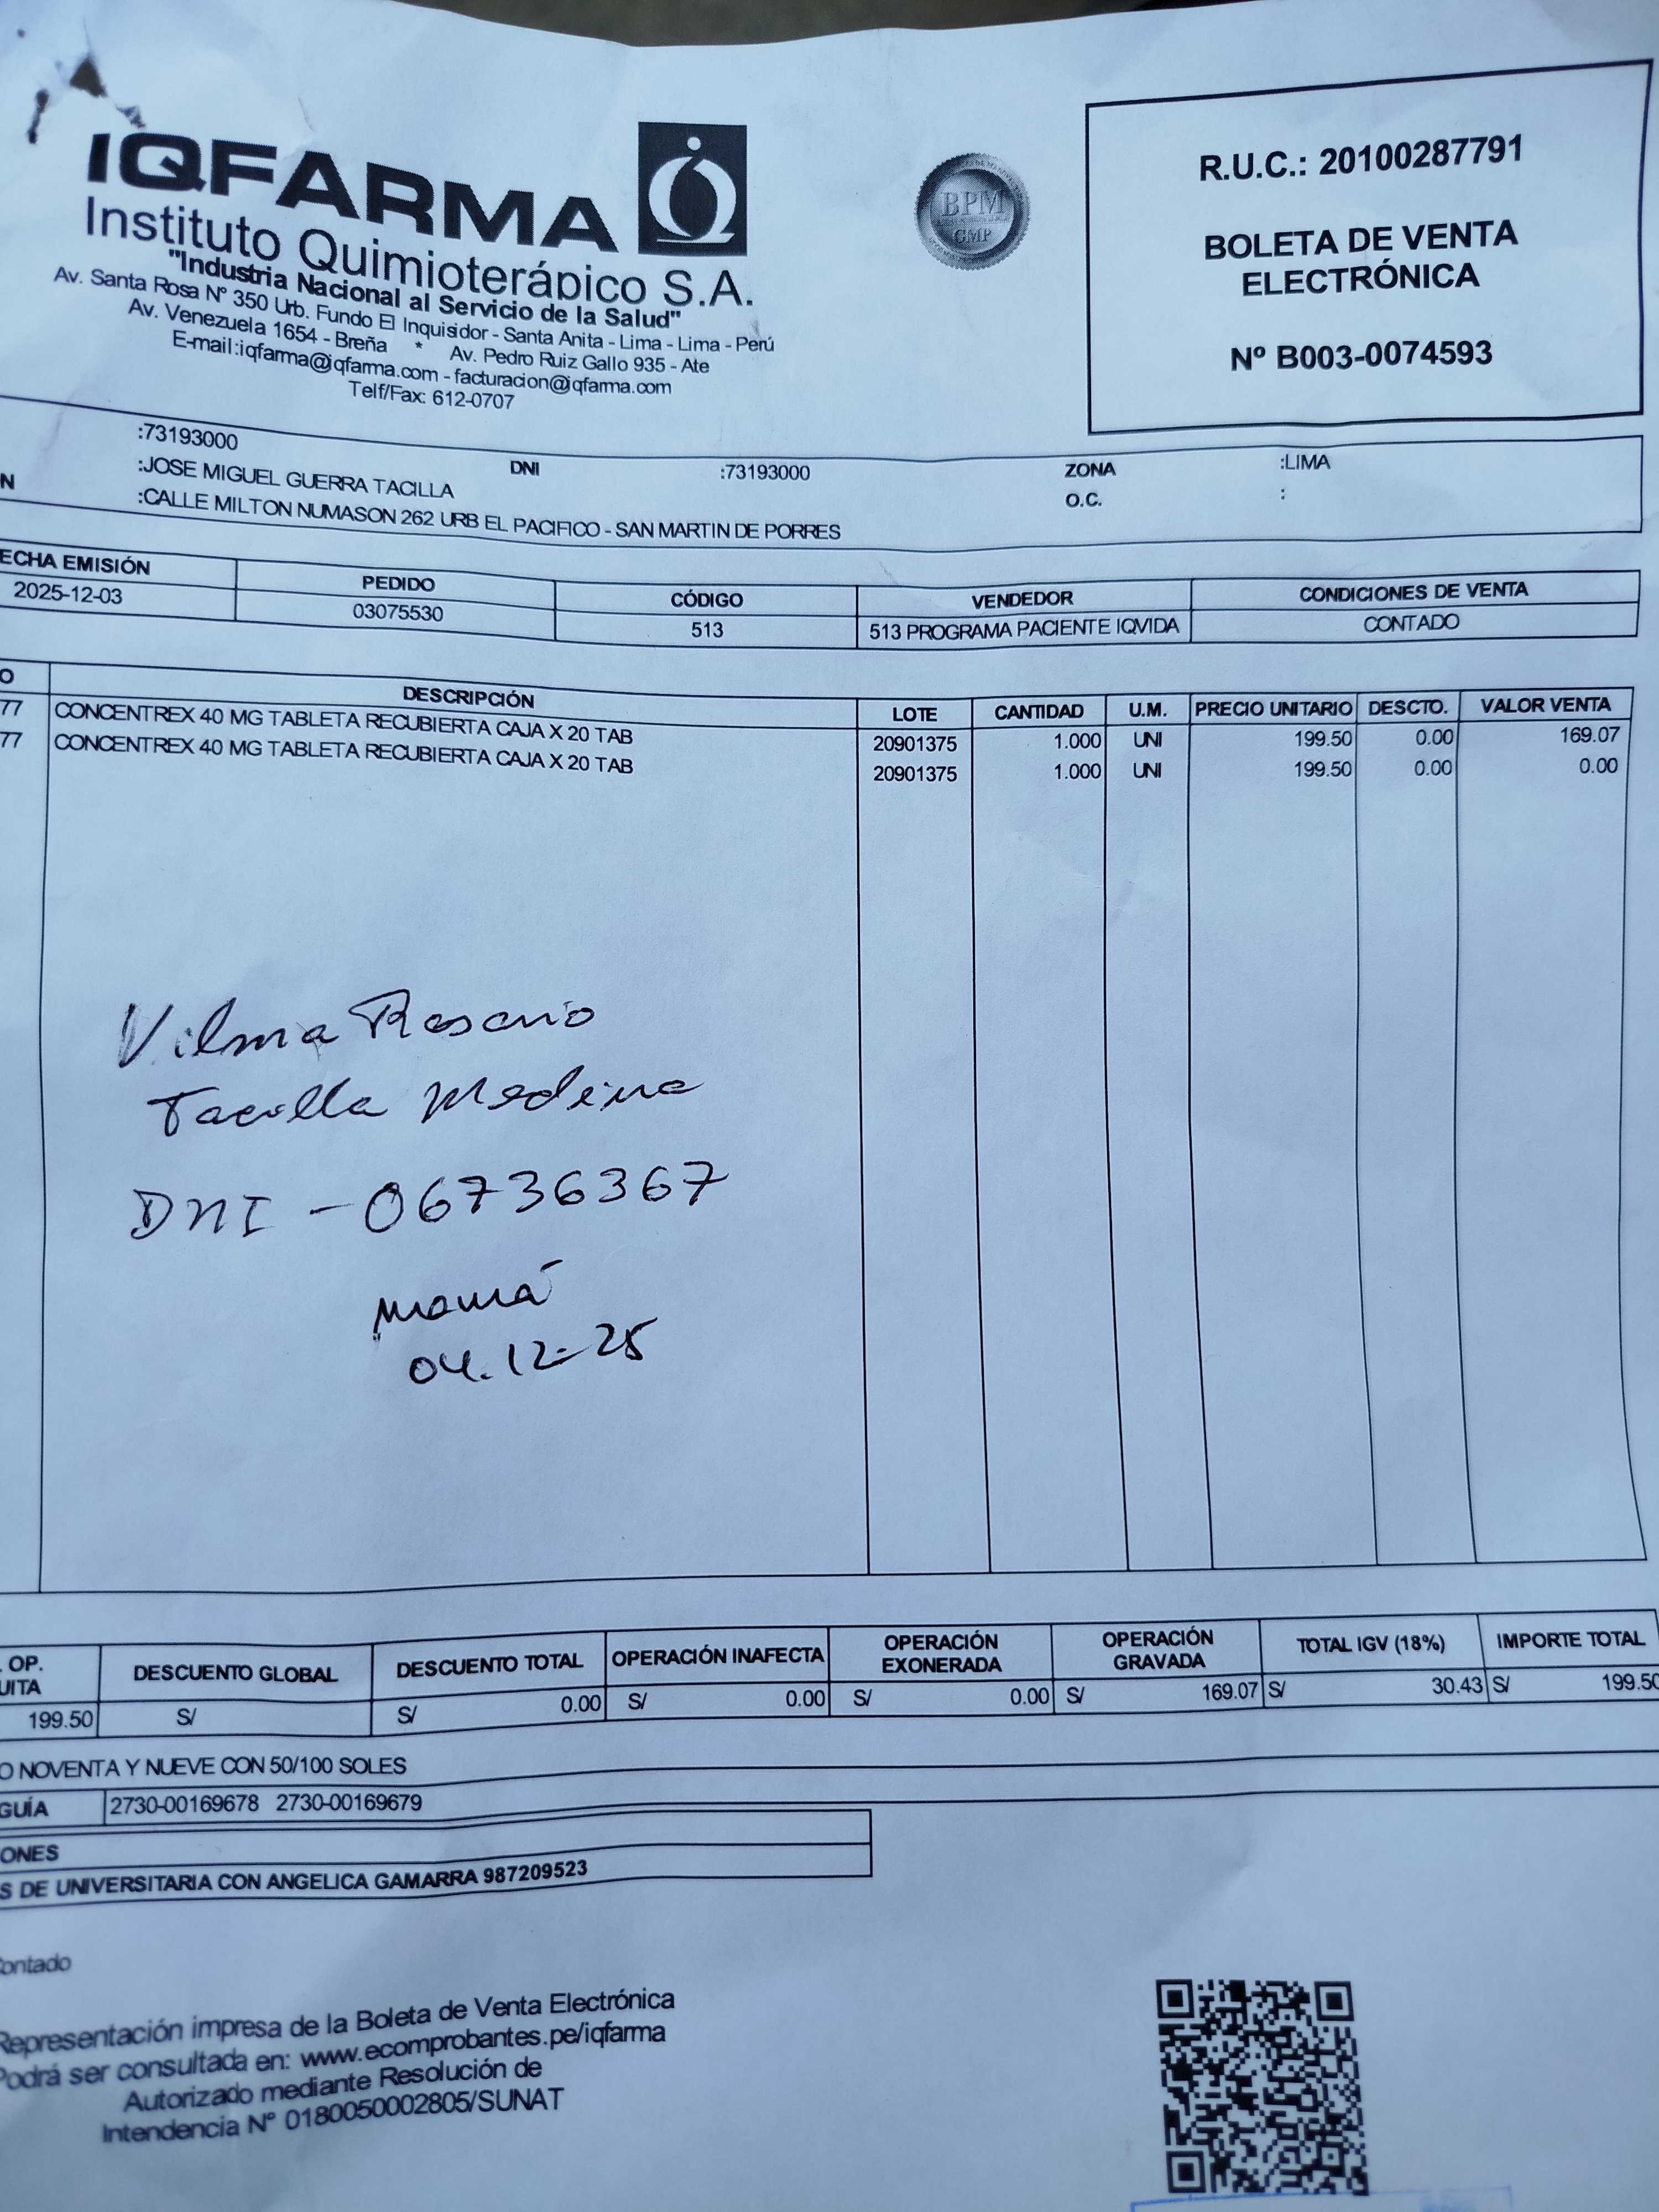 IQFARMA
Instituto Quimioterápico S.A.
"Industria Nacional al Servicio de la Salud"
Av. Santa Rosa Nº 350 Urb. Fundo El Inquisidor - Santa Anita - Lima - Lima - Perú
Av. Venezuela 1654 - Breña * Av. Pedro Ruiz Gallo 935 - Ate
E-mail:iqfarma@iqfarma.com - facturacion@iqfarma.com
Telf/Fax: 612-0707
BPM
GMP
R.U.C.: 20100287791
BOLETA DE VENTA
ELECTRÓNICA
Nº B003-0074593
:73193000
:JOSE MIGUEL GUERRA TACILLA DNI :73193000 ZONA :LIMA
N :CALLE MILTON NUMASON 262 URB EL PACIFICO - SAN MARTIN DE PORRES O.C. :
ECHA EMISIÓN PEDIDO CÓDIGO VENDEDOR CONDICIONES DE VENTA
2025-12-03 03075530 513 513 PROGRAMA PACIENTE IQVIDA CONTADO
O DESCRIPCIÓN LOTE CANTIDAD U.M. PRECIO UNITARIO DESCTO. VALOR VENTA
77 CONCENTREX 40 MG TABLETA RECUBIERTA CAJA X 20 TAB 20901375 1.000 UNI 199.50 0.00 169.07
77 CONCENTREX 40 MG TABLETA RECUBIERTA CAJA X 20 TAB 20901375 1.000 UNI 199.50 0.00 0.00
Vilma Rosario
Tacilla Medina
DNI - 06736367
mamá
04.12-25
. OP. UITA DESCUENTO GLOBAL DESCUENTO TOTAL OPERACIÓN INAFECTA OPERACIÓN EXONERADA OPERACIÓN GRAVADA TOTAL IGV (18%) IMPORTE TOTAL
199.50 S/ S/ 0.00 S/ 0.00 S/ 0.00 S/ 169.07 S/ 30.43 S/ 199.50
O NOVENTA Y NUEVE CON 50/100 SOLES
GUÍA 2730-00169678 2730-00169679
ONES
S DE UNIVERSITARIA CON ANGELICA GAMARRA 987209523
Contado
Representación impresa de la Boleta de Venta Electrónica
Podrá ser consultada en: www.ecomprobantes.pe/iqfarma
Autorizado mediante Resolución de
Intendencia Nº 0180050002805/SUNAT